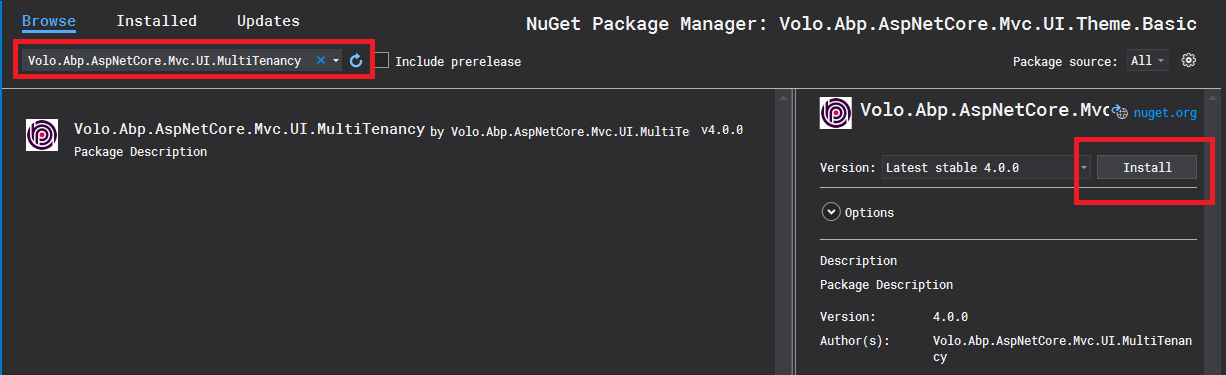 Browse Installed Updates
NuGet Package Manager: Volo.Abp.AspNetCore.Mvc.UI.Theme.Basic
Volo.Abp.AspNetCore.Mvc.UI.MultiTenancy
Include prerelease
Package source: All
Volo.Abp.AspNetCore.Mvc.UI.MultiTenancy by Volo.Abp.AspNetCore.Mvc.UI.MultiTe v4.0.0
Package Description
Volo.Abp.AspNetCore.Mvc nuget.org
Version: Latest stable 4.0.0 Install
Options
Description
Package Description
Version: 4.0.0
Author(s): Volo.Abp.AspNetCore.Mvc.UI.MultiTenan
cy